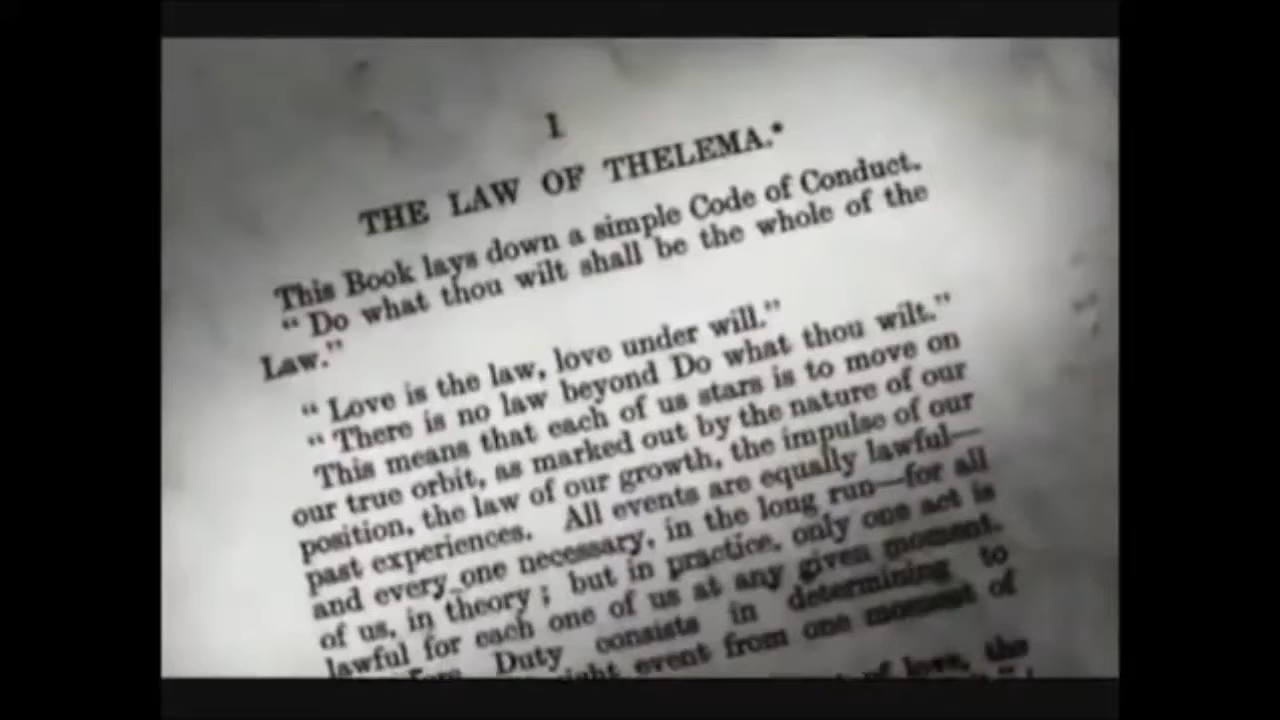 I
THE LAW OF THELEMA.*
This Book lays down a simple Code of Conduct.
“ Do what thou wilt shall be the whole of the
Law.”
“ Love is the law, love under will.”
“ There is no law beyond Do what thou wilt.”
This means that each of us stars is to move on
our true orbit, as marked out by the nature of our
position, the law of our growth, the impulse of our
past experiences. All events are equally lawful—
and every one necessary, in the long run—for all
of us, in theory ; but in practice, only one act is
lawful for each one of us at any given moment.
Duty consists in determining to
event from one moment of
of love, the